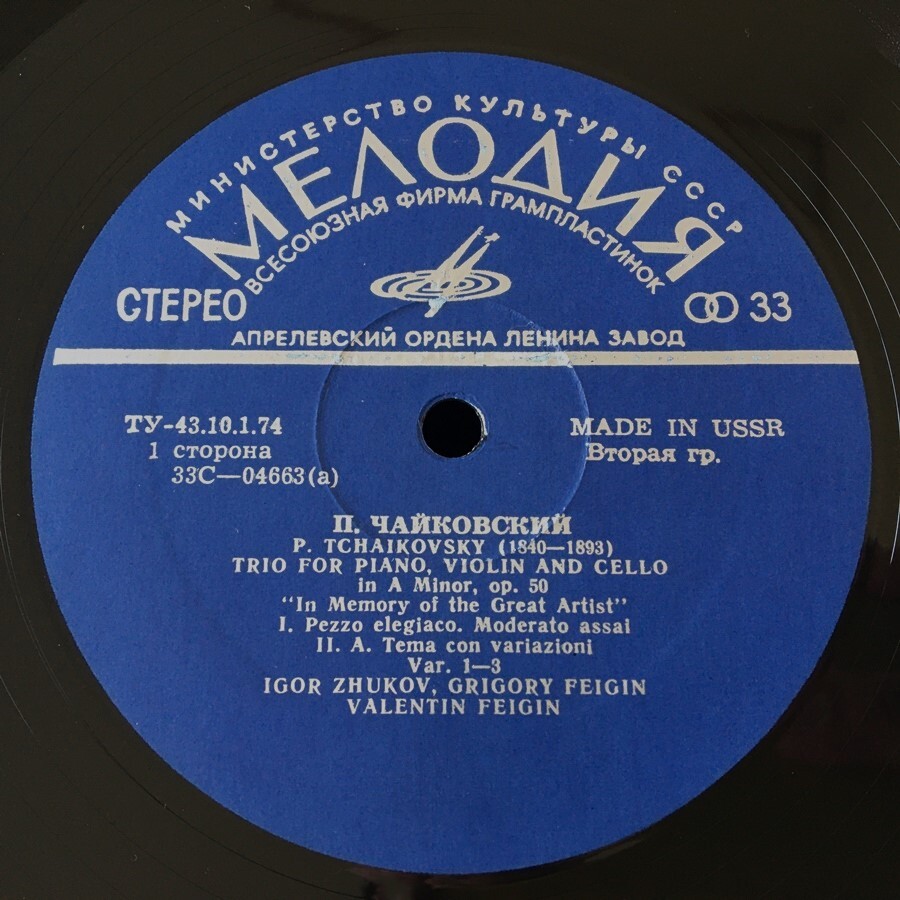 МИНИСТЕРСТВО КУЛЬТУРЫ СССР
МЕЛОДИЯ
ВСЕСОЮЗНАЯ ФИРМА ГРАМПЛАСТИНОК
СТЕРЕО
33
АПРЕЛЕВСКИЙ ОРДЕНА ЛЕНИНА ЗАВОД
ТУ-43.10.1.74
MADE IN USSR
1 сторона
Вторая гр.
33С—04663(а)
П. ЧАЙКОВСКИЙ
P. TCHAIKOVSKY (1840—1893)
TRIO FOR PIANO, VIOLIN AND CELLO
in A Minor, op. 50
“In Memory of the Great Artist”
I. Pezzo elegiaco. Moderato assai
II. A. Tema con variazioni
Var. 1—3
IGOR ZHUKOV, GRIGORY FEIGIN
VALENTIN FEIGIN